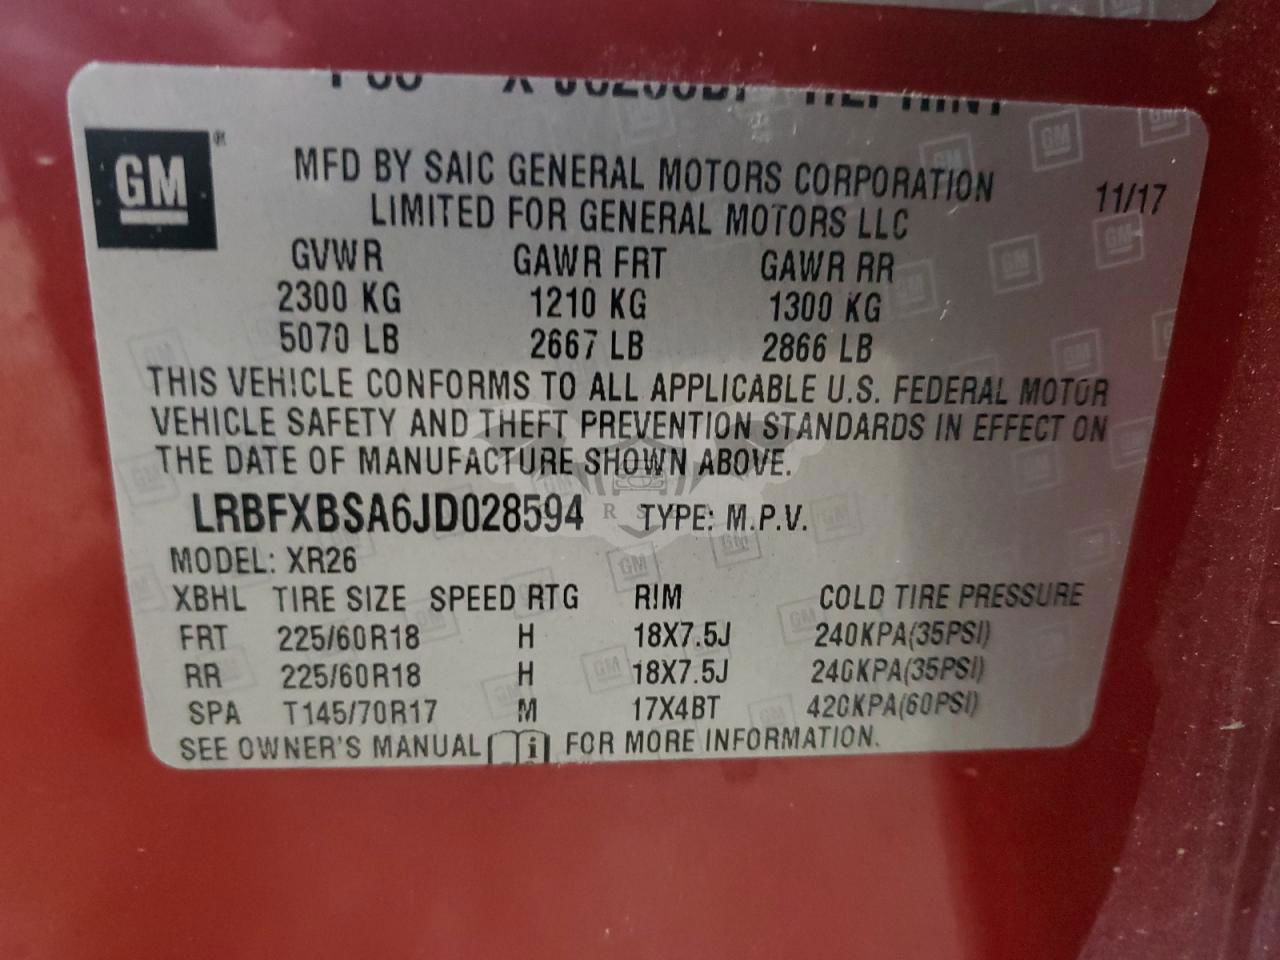 GM
MFD BY SAIC GENERAL MOTORS CORPORATION
LIMITED FOR GENERAL MOTORS LLC
11/17
GVWR GAWR FRT GAWR RR
2300 KG 1210 KG 1300 KG
5070 LB 2667 LB 2866 LB
THIS VEHICLE CONFORMS TO ALL APPLICABLE U.S. FEDERAL MOTOR
VEHICLE SAFETY AND THEFT PREVENTION STANDARDS IN EFFECT ON
THE DATE OF MANUFACTURE SHOWN ABOVE.
LRBFXBSA6JD028594 TYPE: M.P.V.
MODEL: XR26
XBHL TIRE SIZE SPEED RTG RIM COLD TIRE PRESSURE
FRT 225/60R18 H 18X7.5J 240KPA(35PSI)
RR 225/60R18 H 18X7.5J 240KPA(35PSI)
SPA T145/70R17 M 17X4BT 420KPA(60PSI)
SEE OWNER'S MANUAL i FOR MORE INFORMATION.